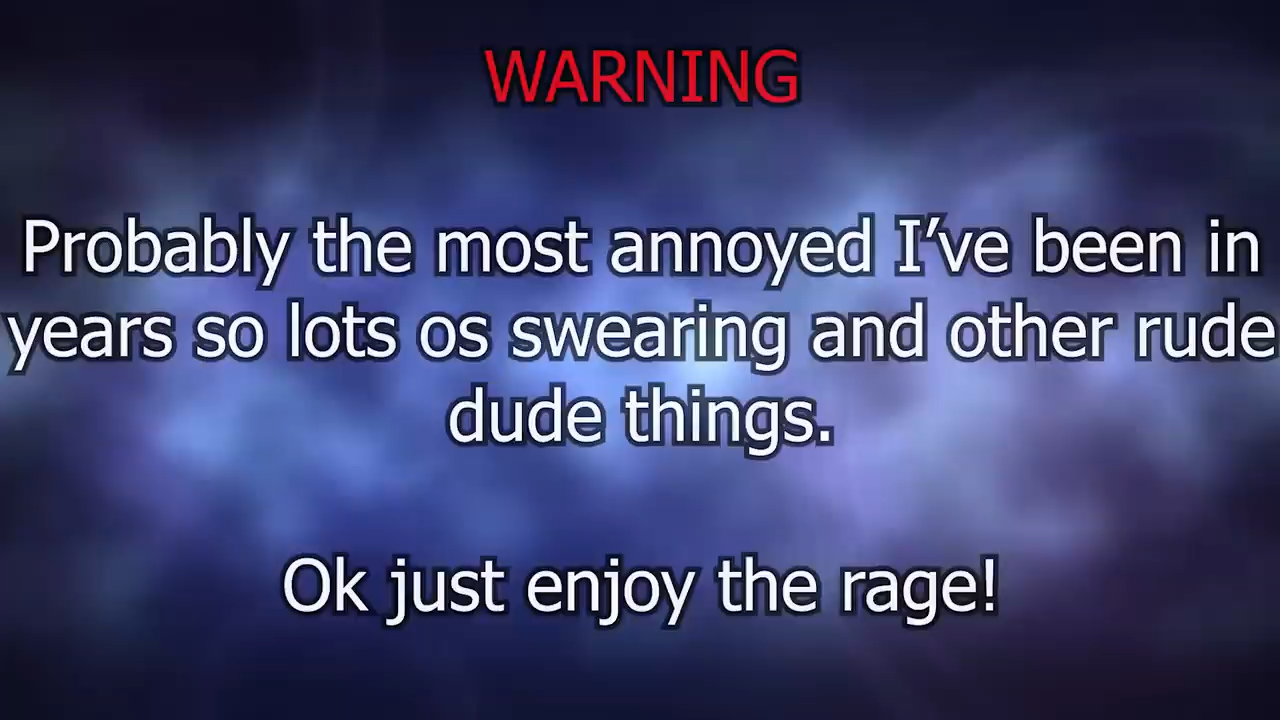 WARNING
Probably the most annoyed I’ve been in
years so lots os swearing and other rude
dude things.
Ok just enjoy the rage!